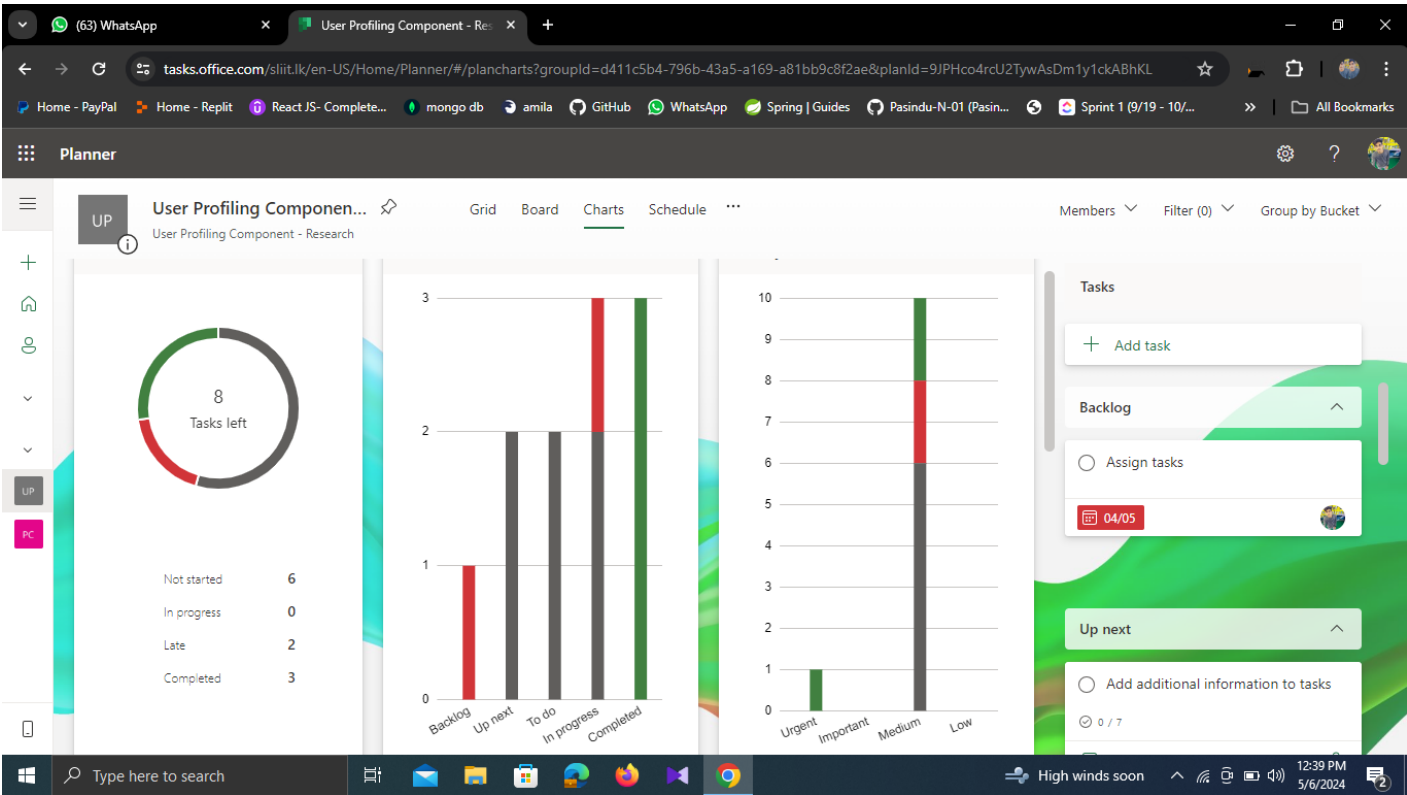 (63) WhatsApp
User Profiling Component - Res
tasks.office.com/sliit.lk/en-US/Home/Planner/#/plancharts?groupId=d411c5b4-796b-43a5-a169-a81bb9c8f2ae&planId=9JPHco4rcU2TywAsDm1y1ckABhKL
Home - PayPal Home - Replit React JS- Complete... mongo db amila GitHub WhatsApp Spring | Guides Pasindu-N-01 (Pasin... Sprint 1 (9/19 - 10/... All Bookmarks
Planner
UP
User Profiling Componen...
User Profiling Component - Research
Grid Board Charts Schedule
Members Filter (0) Group by Bucket
8
Tasks left
Not started 6
In progress 0
Late 2
Completed 3
3
2
1
0
Backlog Up next To do In progress Completed
10
9
8
7
6
5
4
3
2
1
0
Urgent Important Medium Low
Tasks
Add task
Backlog
Assign tasks
04/05
Up next
Add additional information to tasks
0 / 7
UP
PC
Type here to search
High winds soon
12:39 PM
5/6/2024
2